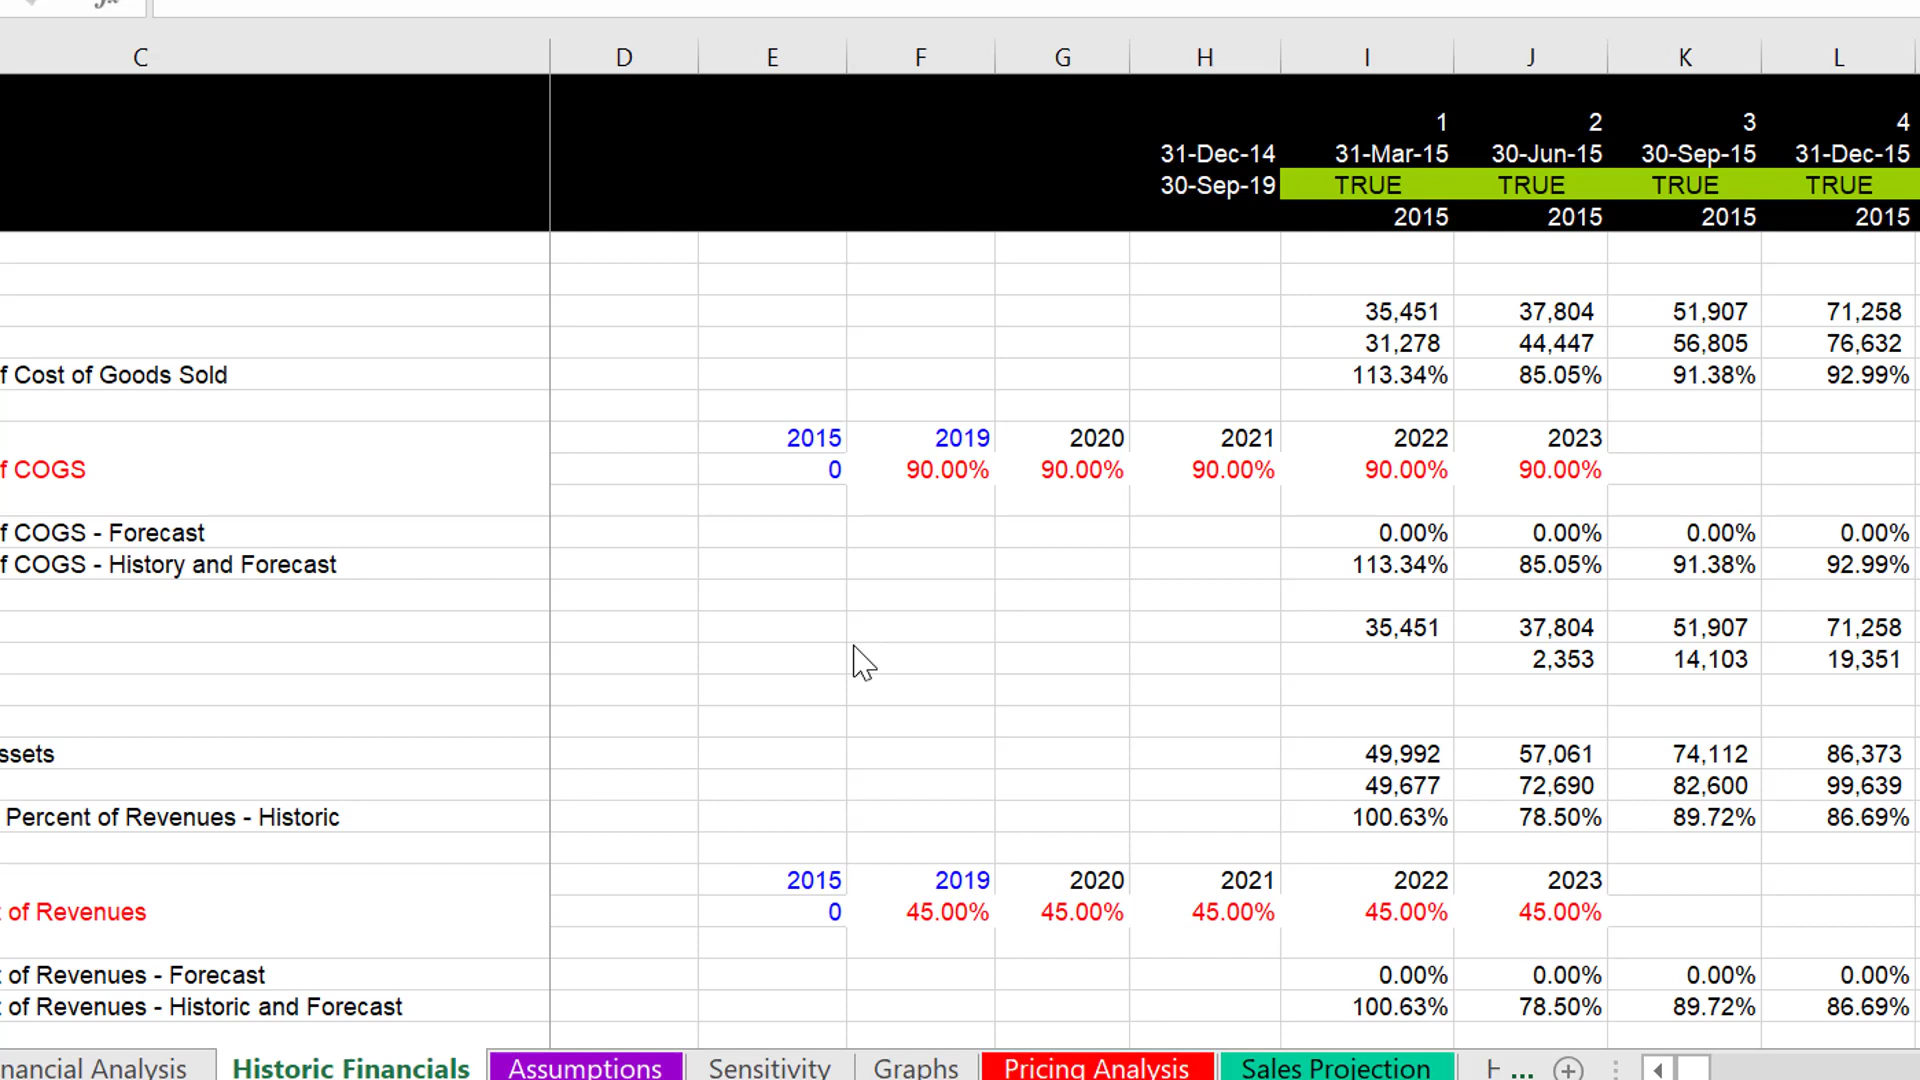 C D E F G H I J K L
1 2 3 4
31-Dec-14 31-Mar-15 30-Jun-15 30-Sep-15 31-Dec-15
30-Sep-19 TRUE TRUE TRUE TRUE
2015 2015 2015 2015
35,451 37,804 51,907 71,258
31,278 44,447 56,805 76,632
f Cost of Goods Sold 113.34% 85.05% 91.38% 92.99%
2015 2019 2020 2021 2022 2023
f COGS 0 90.00% 90.00% 90.00% 90.00% 90.00%
f COGS - Forecast 0.00% 0.00% 0.00% 0.00%
f COGS - History and Forecast 113.34% 85.05% 91.38% 92.99%
35,451 37,804 51,907 71,258
2,353 14,103 19,351
ssets 49,992 57,061 74,112 86,373
49,677 72,690 82,600 99,639
Percent of Revenues - Historic 100.63% 78.50% 89.72% 86.69%
2015 2019 2020 2021 2022 2023
of Revenues 0 45.00% 45.00% 45.00% 45.00% 45.00%
of Revenues - Forecast 0.00% 0.00% 0.00% 0.00%
of Revenues - Historic and Forecast 100.63% 78.50% 89.72% 86.69%
nancial Analysis Historic Financials Assumptions Sensitivity Graphs Pricing Analysis Sales Projection H ...